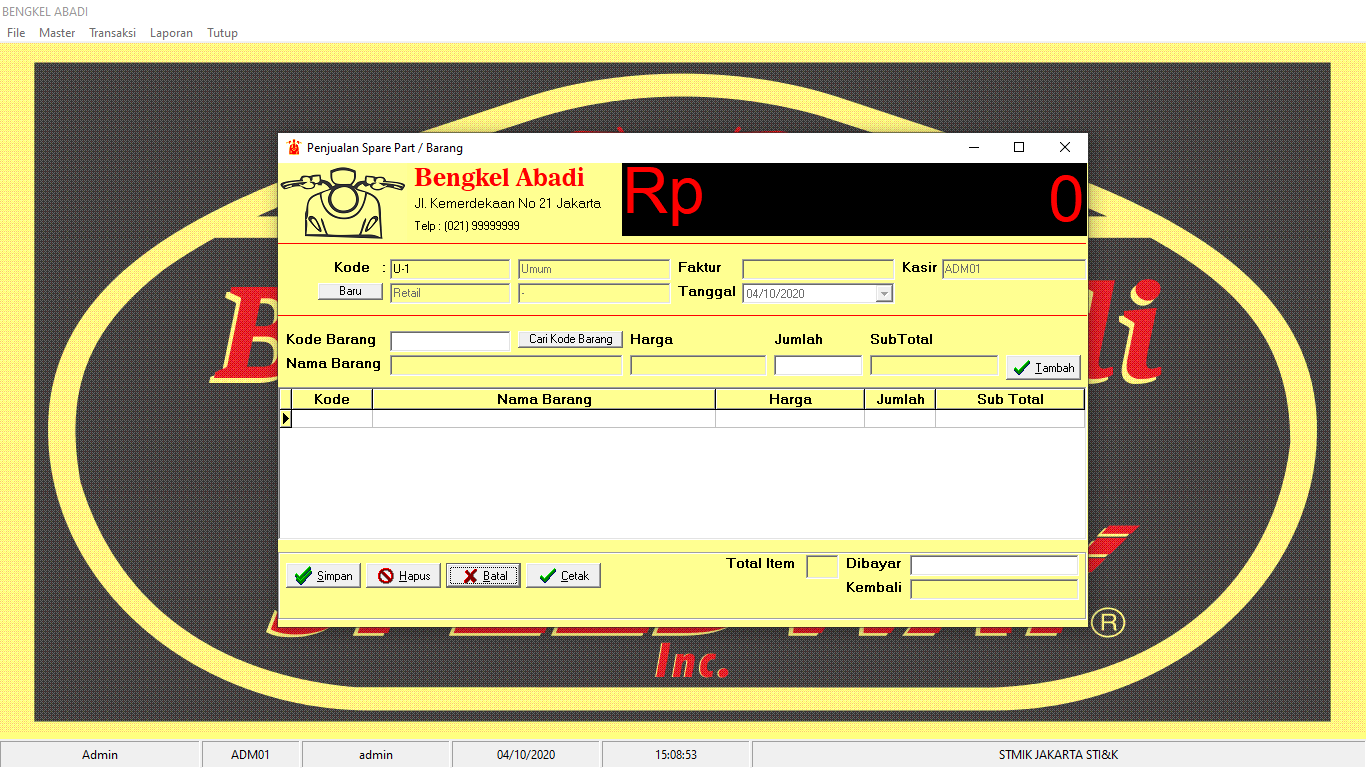 BENGKEL ABADI
File Master Transaksi Laporan Tutup
Penjualan Spare Part / Barang
Bengkel Abadi
Jl. Kemerdekaan No 21 Jakarta
Telp : (021) 99999999
Rp 0
Kode : U-1 Umum Faktur Kasir ADM01
Baru Retail - Tanggal 04/10/2020
Kode Barang Cari Kode Barang Harga Jumlah SubTotal
Nama Barang Tambah
Kode Nama Barang Harga Jumlah Sub Total
Total Item Dibayar
Simpan Hapus Batal Cetak
Kembali
®
Inc.
Admin ADM01 admin 04/10/2020 15:08:53 STMIK JAKARTA STI&K